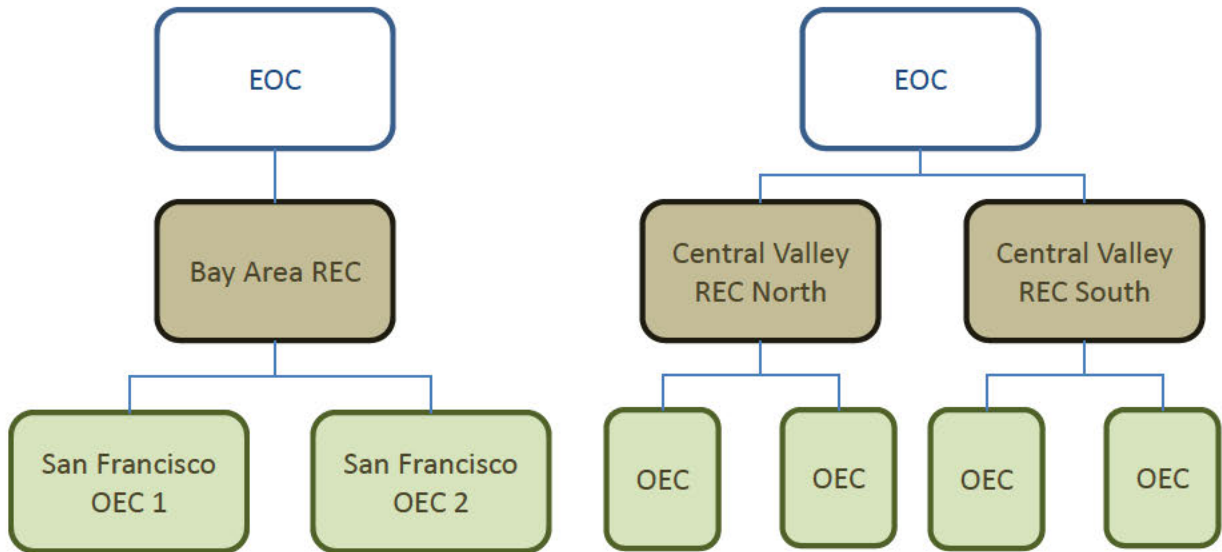 EOC
EOC
Bay Area REC
Central Valley
REC North
Central Valley
REC South
San Francisco
OEC 1
San Francisco
OEC 2
OEC
OEC
OEC
OEC